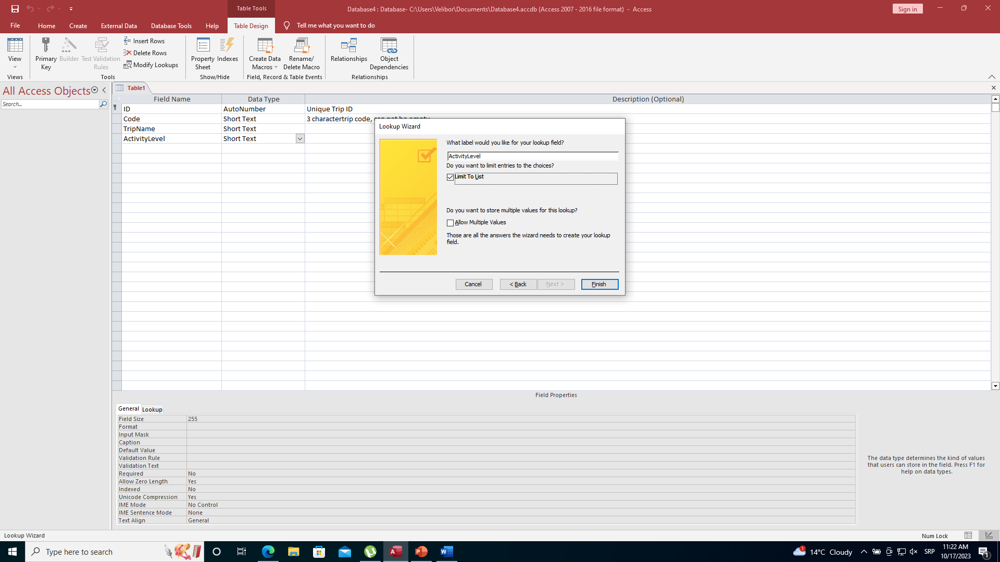 Table Tools
Database4 : Database- C:\Users\Velibor\Documents\Database4.accdb (Access 2007 - 2016 file format) - Access
Sign in
File
Home
Create
External Data
Database Tools
Help
Table Design
Tell me what you want to do
View
Primary Key
Builder
Test Validation Rules
Insert Rows
Delete Rows
Modify Lookups
Property Sheet
Indexes
Create Data Macros
Rename/ Delete Macro
Relationships
Object Dependencies
Views
Tools
Show/Hide
Field, Record & Table Events
Relationships
All Access Objects
Search...
Table1
Field Name
Data Type
Description (Optional)
ID
AutoNumber
Unique Trip ID
Code
Short Text
3 charactertrip code, can not be empty
TripName
Short Text
ActivityLevel
Short Text
Lookup Wizard
What label would you like for your lookup field?
ActivityLevel
Do you want to limit entries to the choices?
Limit To List
Do you want to store multiple values for this lookup?
Allow Multiple Values
Those are all the answers the wizard needs to create your lookup
field.
Cancel
< Back
Next >
Finish
Field Properties
General
Lookup
Field Size 255
Format
Input Mask
Caption
Default Value
Validation Rule
Validation Text
Required No
Allow Zero Length Yes
Indexed No
Unicode Compression Yes
IME Mode No Control
IME Sentence Mode None
Text Align General
The data type determines the kind of values
that users can store in the field. Press F1 for
help on data types.
Lookup Wizard
Num Lock
Type here to search
1
14°C Cloudy
SRP
11:22 AM
10/17/2023
1